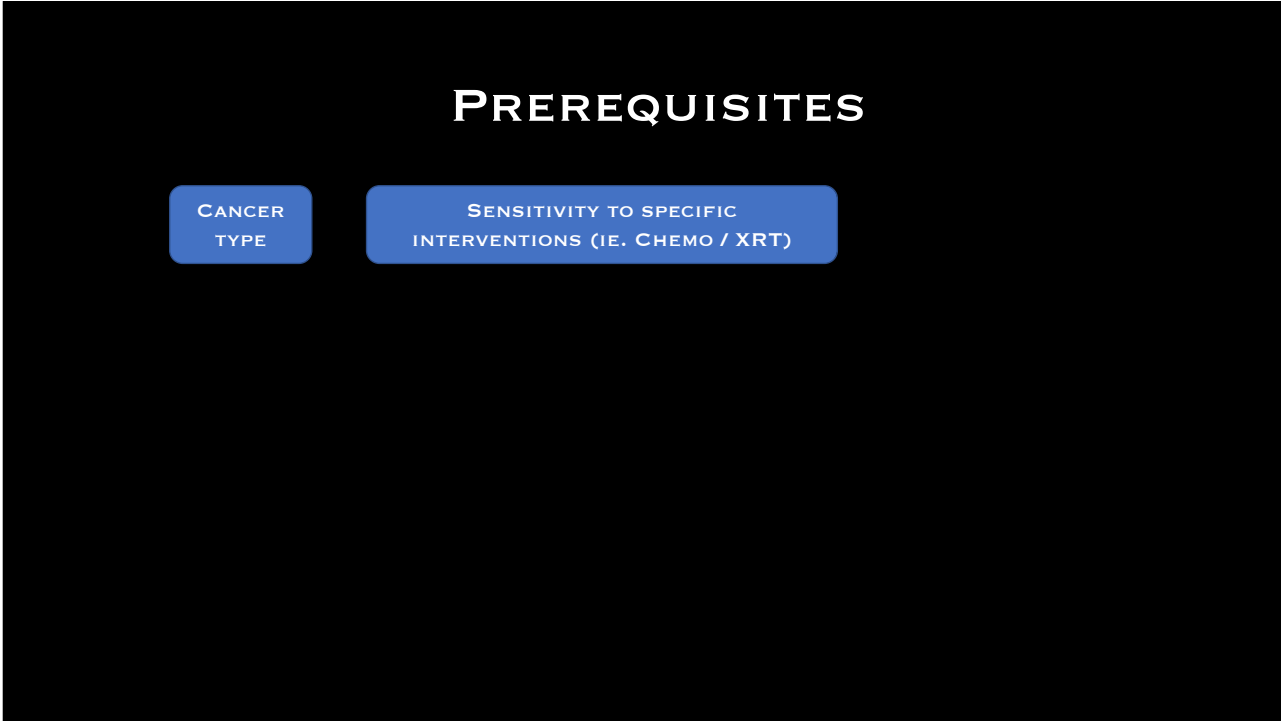 Prerequisites
Cancer
type
Sensitivity to specific
interventions (ie. Chemo / XRT)